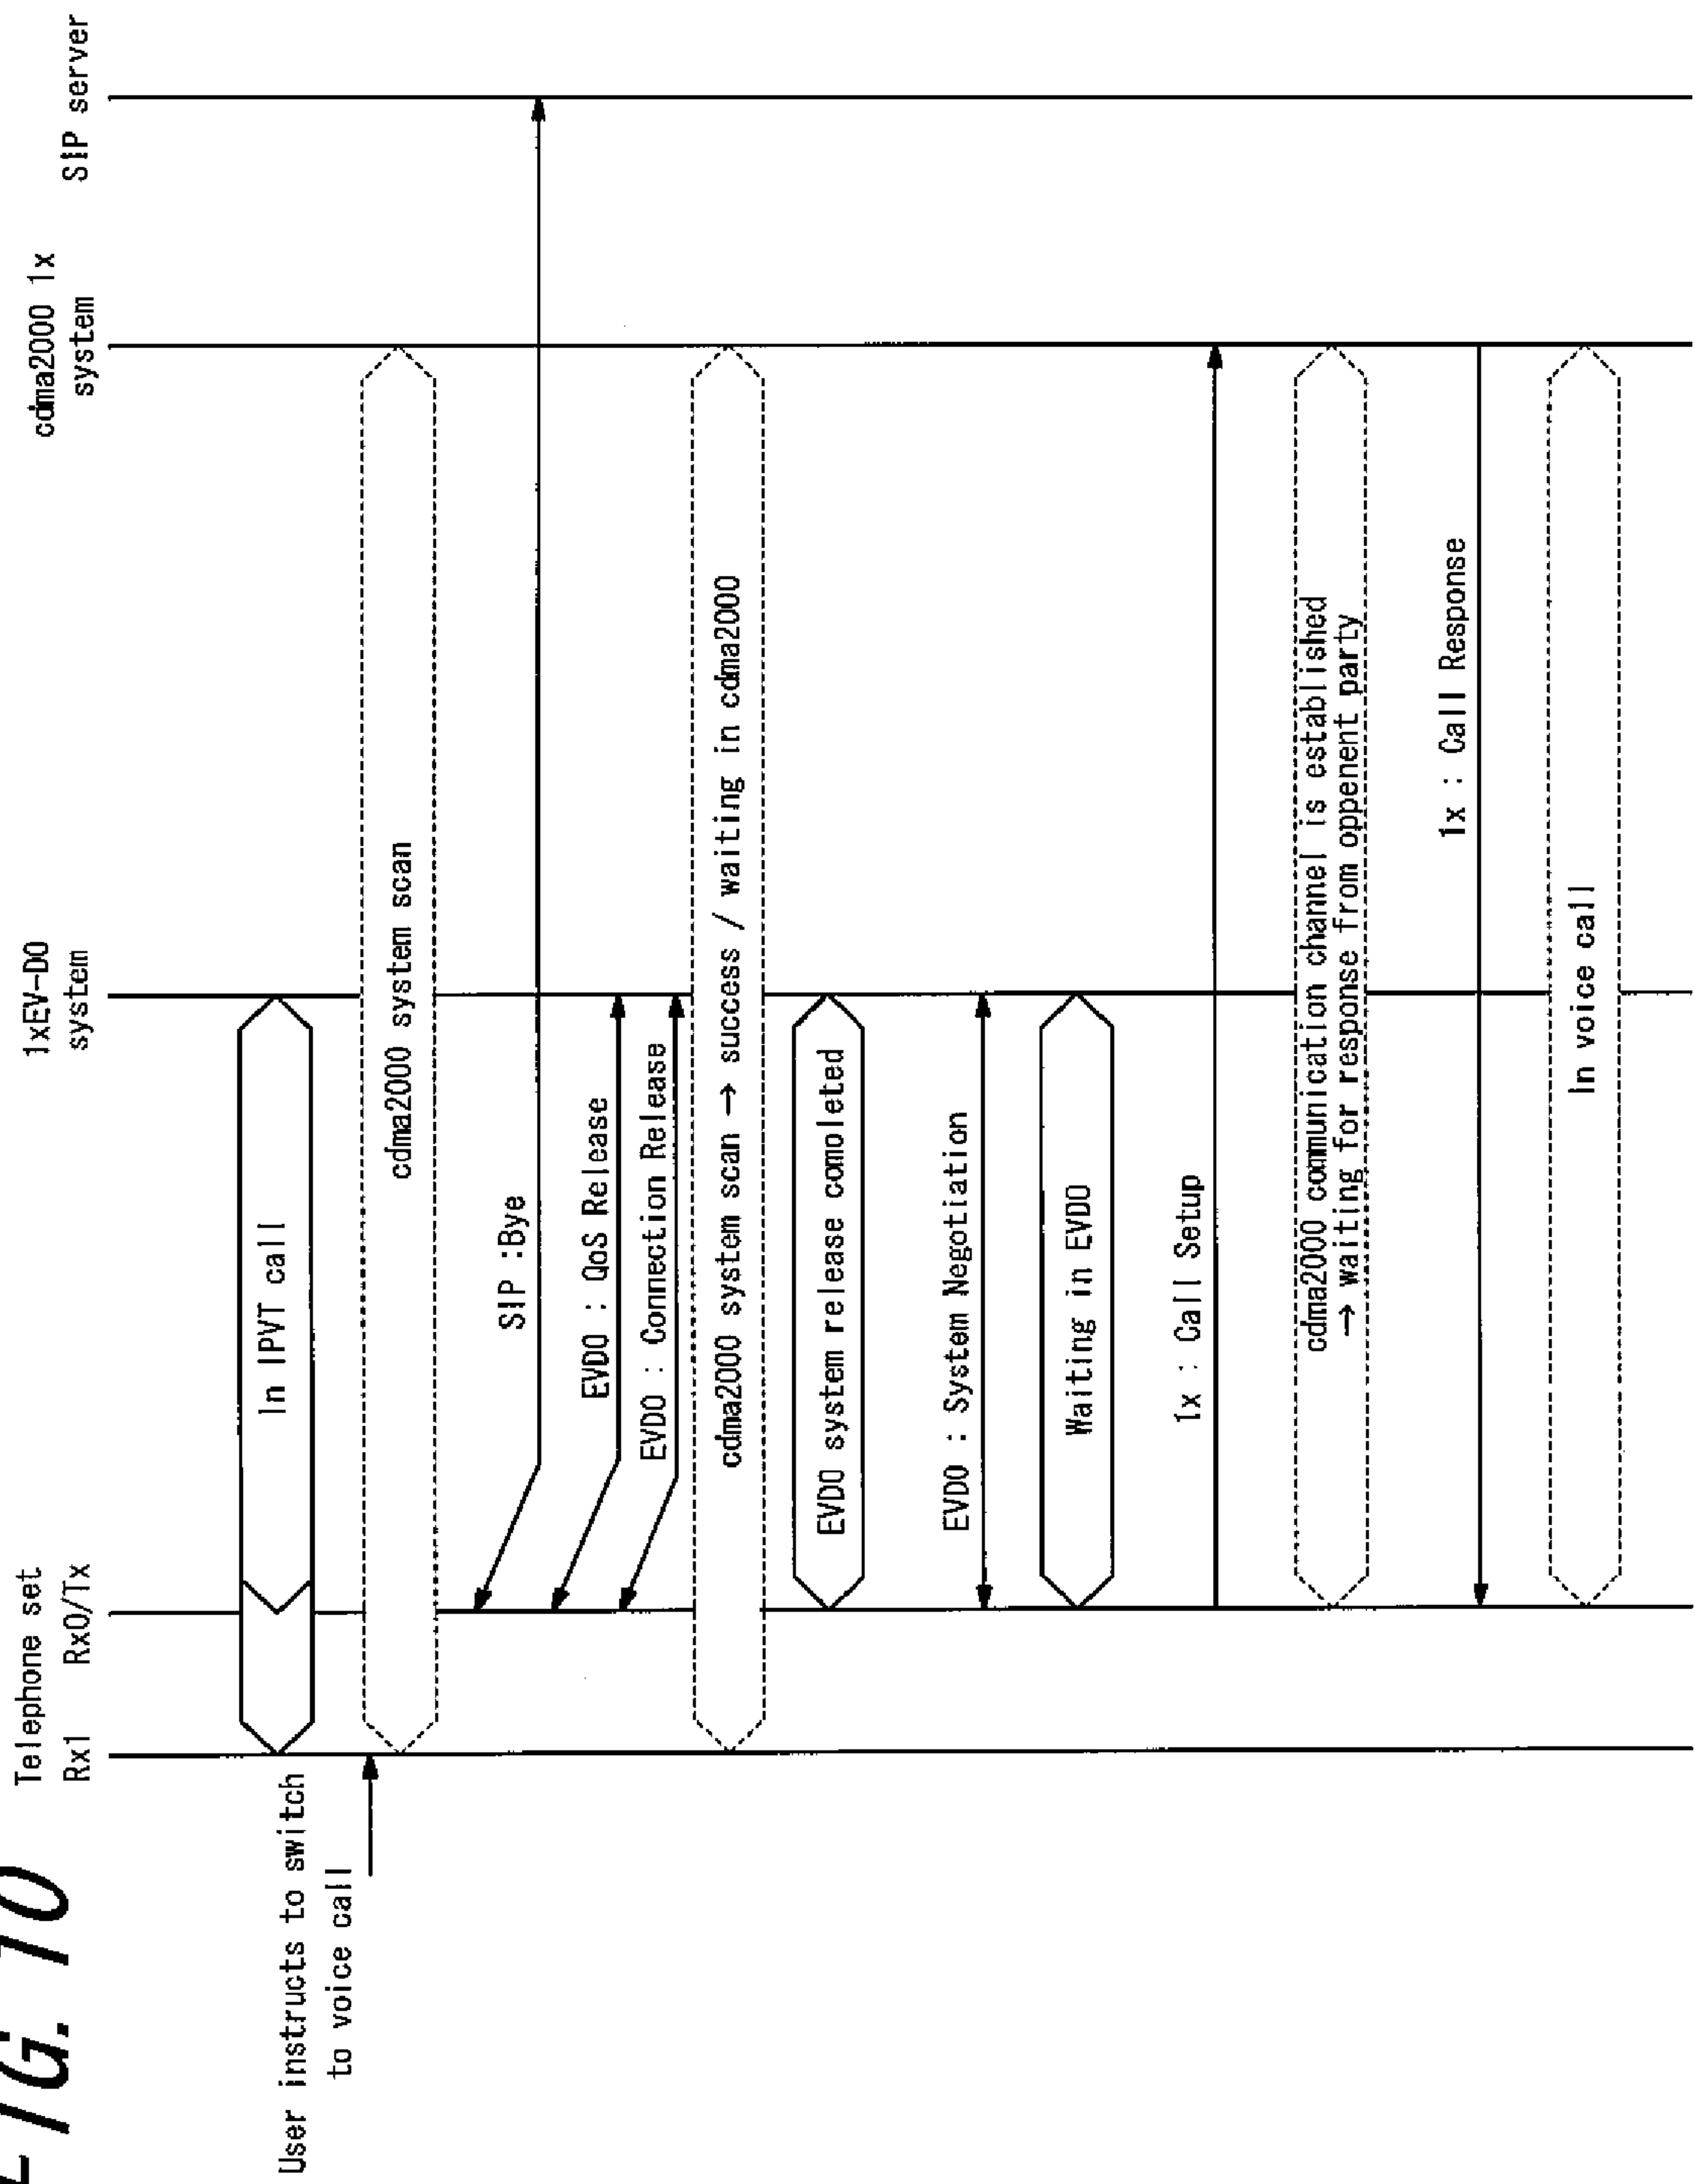 FIG. 10
Telephone set
Rx1 Rx0/Tx
1xEV-DO
system
cdma2000 1x
system
SIP server
In IPVT call
User instructs to switch
to voice call
cdma2000 system scan
SIP :Bye
EVDO : QoS Release
EVDO : Connection Release
cdma2000 system scan → success / waiting in cdma2000
EVDO system release completed
EVDO : System Negotiation
Waiting in EVDO
1x : Call Setup
cdma2000 communication channel is established
→ waiting for response from oppenent party
1x : Call Response
In voice call